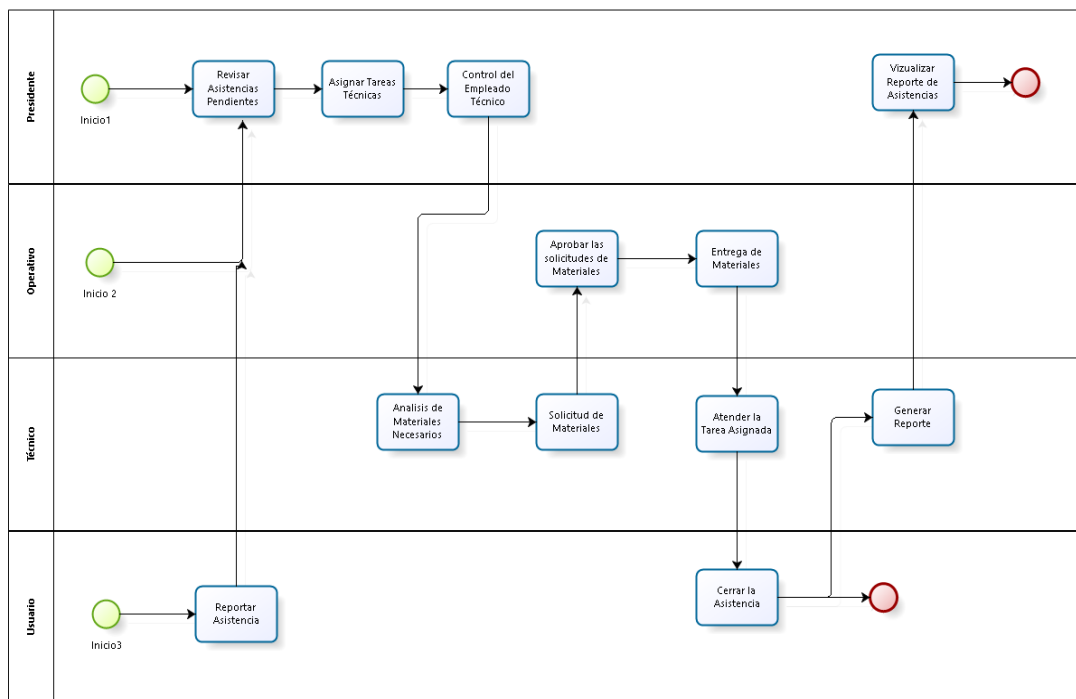 Presidente
Inicio1
Revisar
Asistencias
Pendientes
Asignar Tareas
Técnicas
Control del
Empleado
Técnico
Vizualizar
Reporte de
Asistencias
Operativo
Inicio 2
Aprobar las
solicitudes de
Materiales
Entrega de
Materiales
Técnico
Analisis de
Materiales
Necesarios
Solicitud de
Materiales
Atender la
Tarea Asignada
Generar
Reporte
Usuario
Inicio3
Reportar
Asistencia
Cerrar la
Asistencia